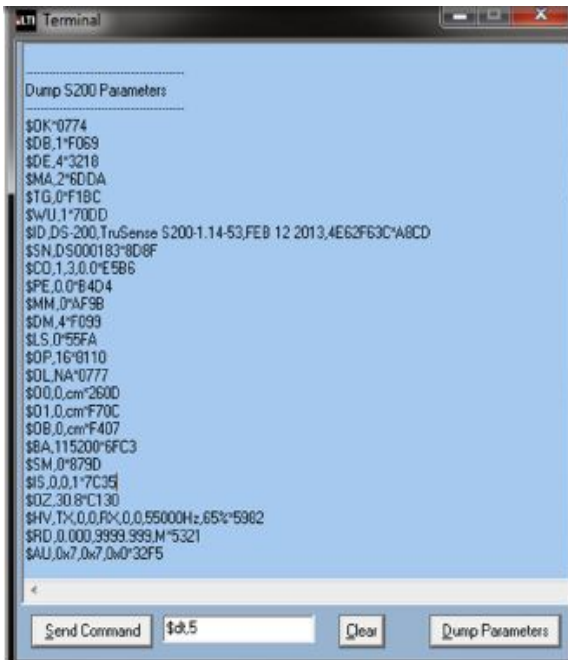 LTI Terminal
Dump S200 Parameters
$OK*0774
$DB,1*F069
$DE,4*3218
$MA,2*6DDA
$TG,0*F1BC
$WU,1*70DD
$ID,DS-200,TruSense S200-1.14-53,FEB 12 2013,4E62F63C*A8CD
$SN,DS000183*8D8F
$CO,1,3,0.0*E5B6
$PE,0.0*B4D4
$MM,0*AF9B
$DM,4*F099
$LS,0*55FA
$OP,16*8110
$OL,NA*0777
$O0,0,cm*260D
$O1,0,cm*F70C
$OB,0,cm*F407
$BA,115200*6FC3
$SM,0*879D
$IS,0,0,1*7C35
$OZ,30.8*C130
$HV,TX,0,0,RX,0,0,55000Hz,65%*5982
$RD,0.000,9999.999,M*5321
$AU,0x7,0x7,0x0*32F5
Send Command $dt,5 Clear Dump Parameters